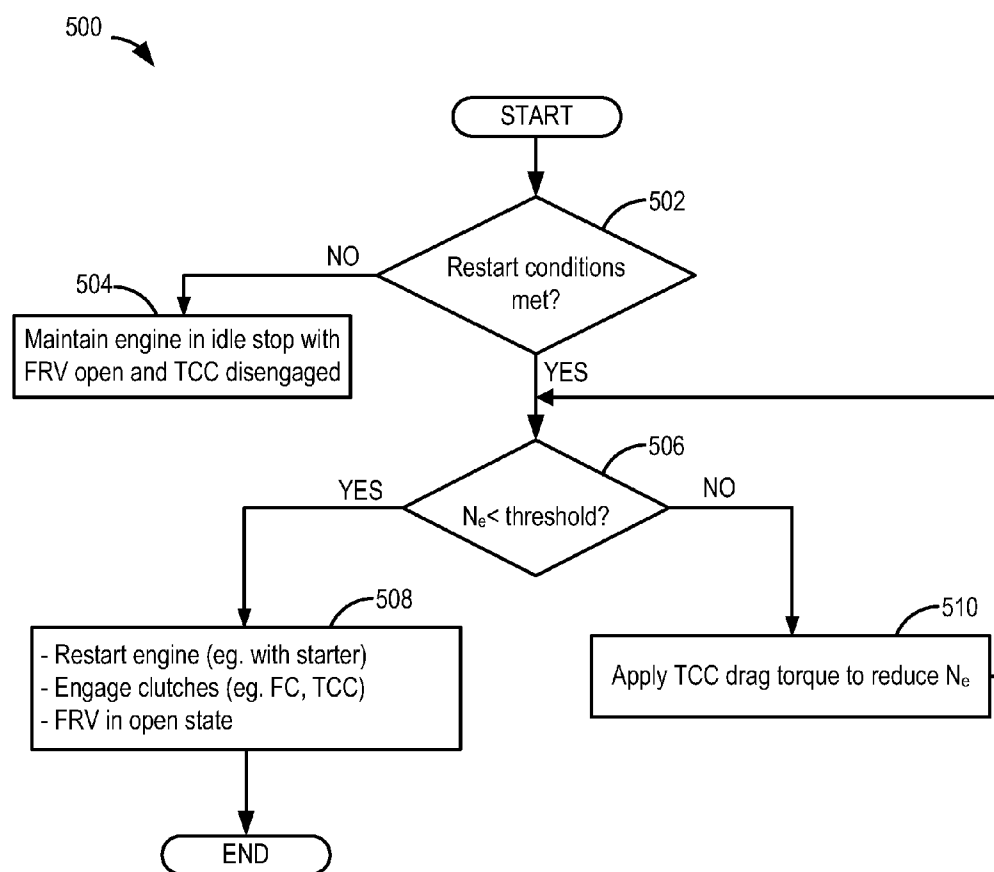 500
START
502
NO
Restart conditions
met?
504
Maintain engine in idle stop with
FRV open and TCC disengaged
YES
506
YES
NO
Nₑ< threshold?
508
- Restart engine (eg. with starter)
- Engage clutches (eg. FC, TCC)
- FRV in open state
510
Apply TCC drag torque to reduce Nₑ
END